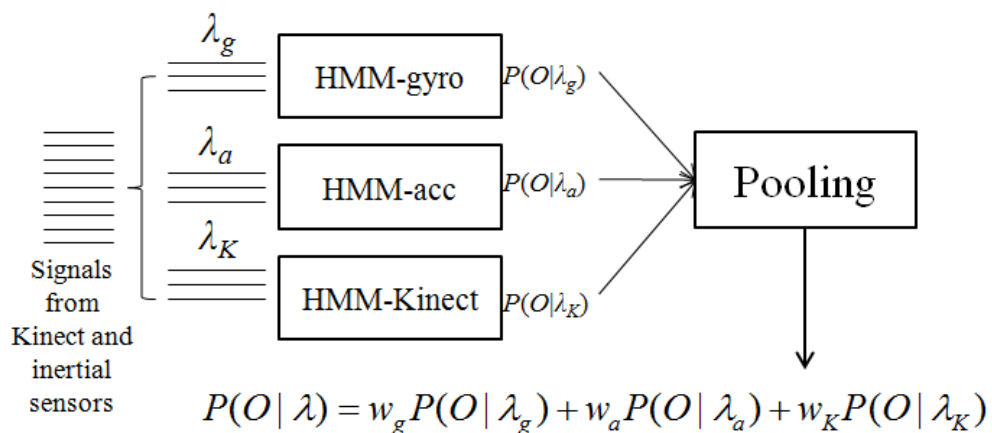 λg
HMM-gyro
P(O|λg)
λa
HMM-acc
P(O|λa)
Pooling
λK
HMM-Kinect
P(O|λK)
Signals
from
Kinect and
inertial
sensors
P(O | λ) = wgP(O | λg) + waP(O | λa) + wKP(O | λK)